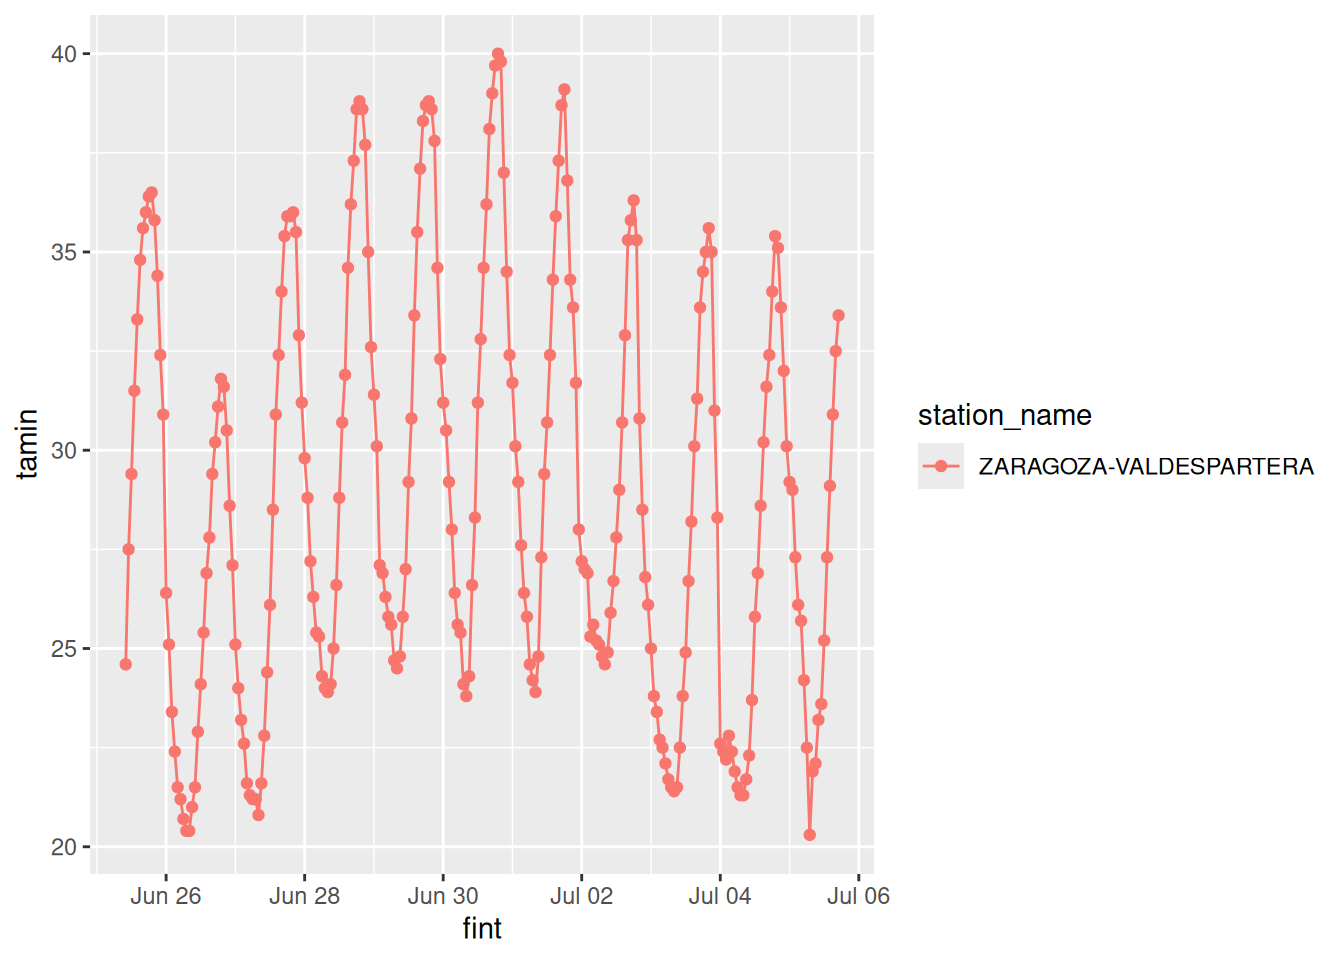 40
35
30
25
20
tamin
Jun 26
Jun 28
Jun 30
Jul 02
Jul 04
Jul 06
fint
station_name
ZARAGOZA-VALDESPARTERA